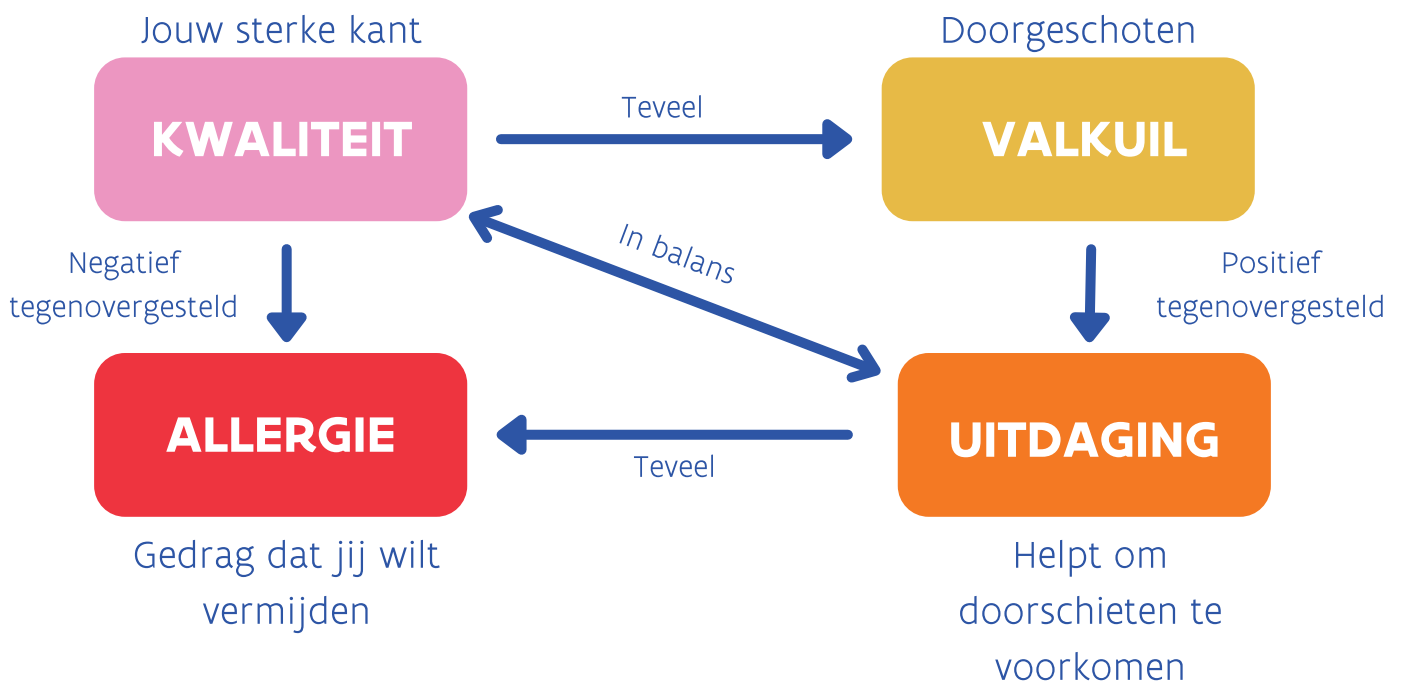 Jouw sterke kant
Doorgeschoten
KWALITEIT
Teveel
VALKUIL
Negatief
tegenovergesteld
In balans
Positief
tegenovergesteld
ALLERGIE
Teveel
UITDAGING
Gedrag dat jij wilt
vermijden
Helpt om
doorschieten te
voorkomen